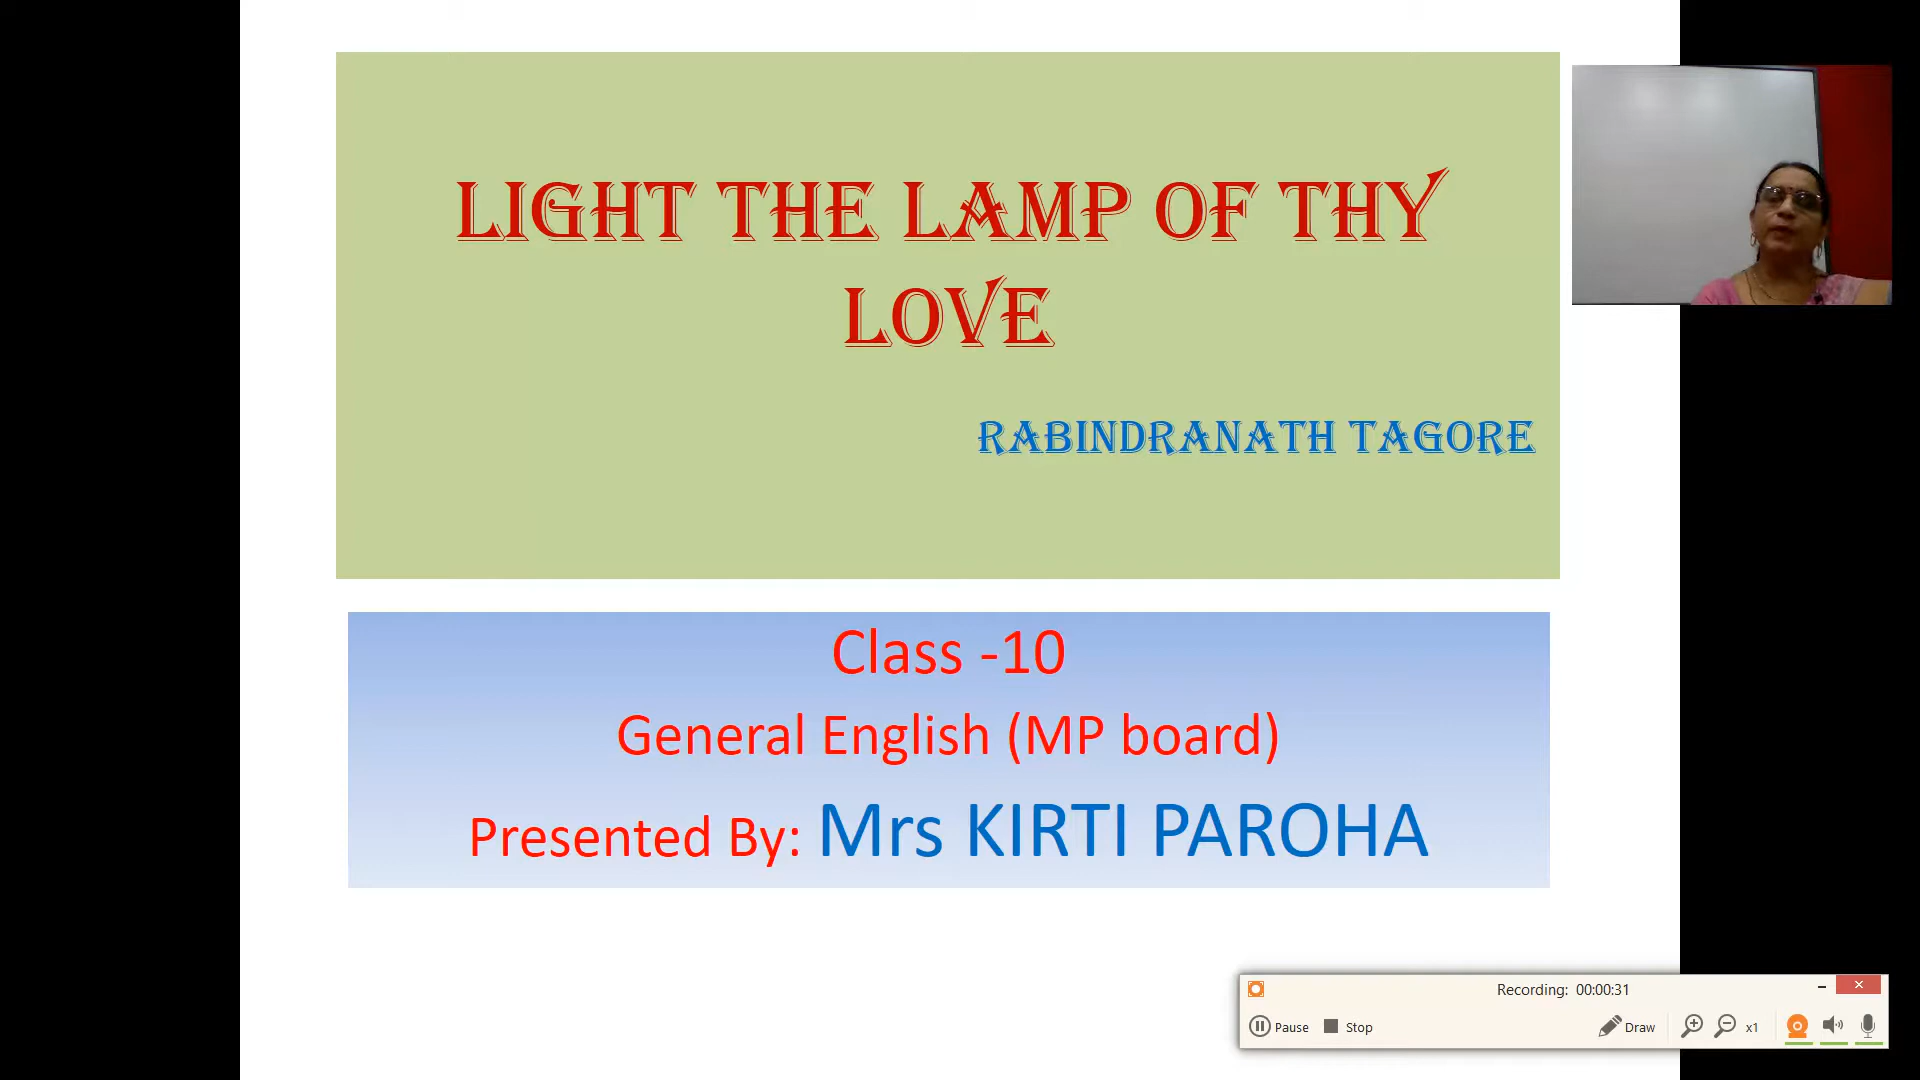 LIGHT THE LAMP OF THY
LOVE
RABINDRANATH TAGORE
Class -10
General English (MP board)
Presented By: Mrs KIRTI PAROHA
Recording: 00:00:31
Pause Stop Draw x1